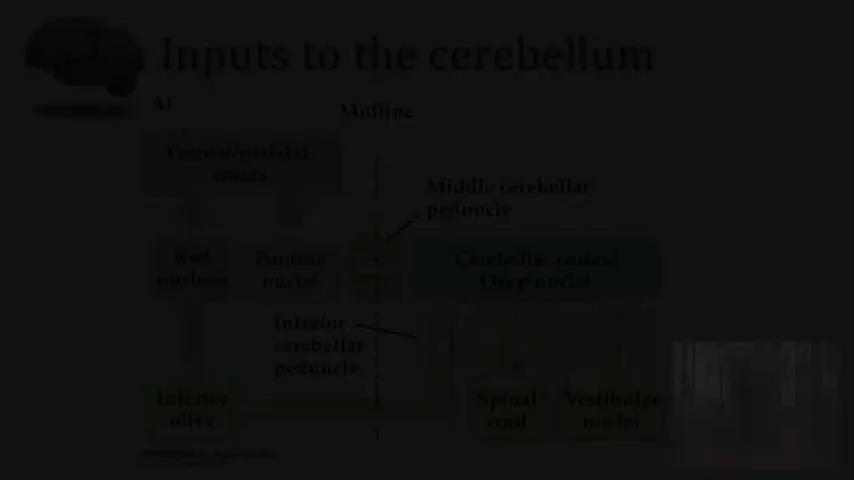 Inputs to the cerebellum
Midline
Frontal/parietal
cortex
Middle cerebellar
peduncle
Red
nucleus
Pontine
nuclei
Cerebellar cortex/
Deep nuclei
Inferior
cerebellar
peduncle
Inferior
olive
Spinal
cord
Vestibular
nuclei